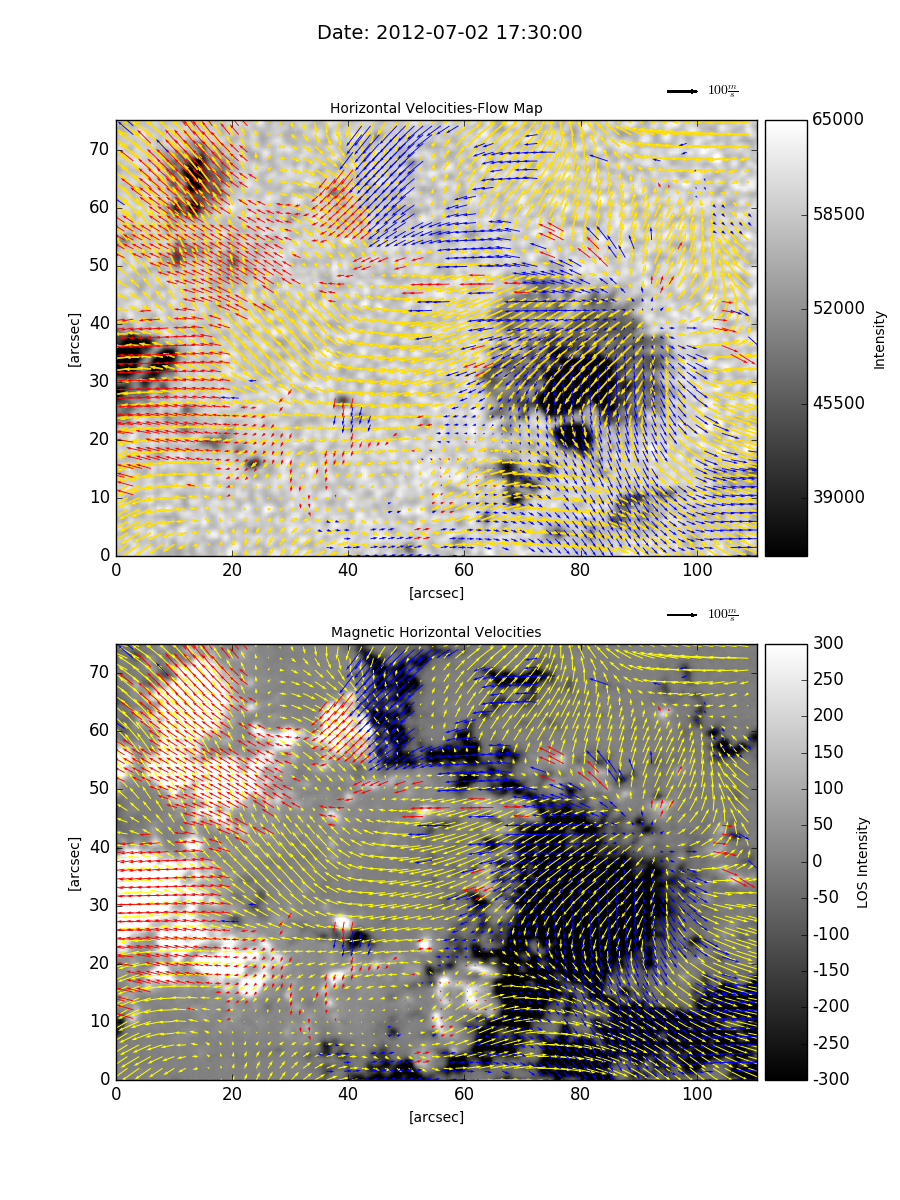 Date: 2012-07-02 17:30:00
100 m/s
Horizontal Velocities-Flow Map
70
60
50
40
30
20
10
0
[arcsec]
0 20 40 60 80 100
[arcsec]
65000
58500
52000
45500
39000
Intensity
100 m/s
Magnetic Horizontal Velocities
70
60
50
40
30
20
10
0
[arcsec]
0 20 40 60 80 100
[arcsec]
300
250
200
150
100
50
0
-50
-100
-150
-200
-250
-300
LOS Intensity